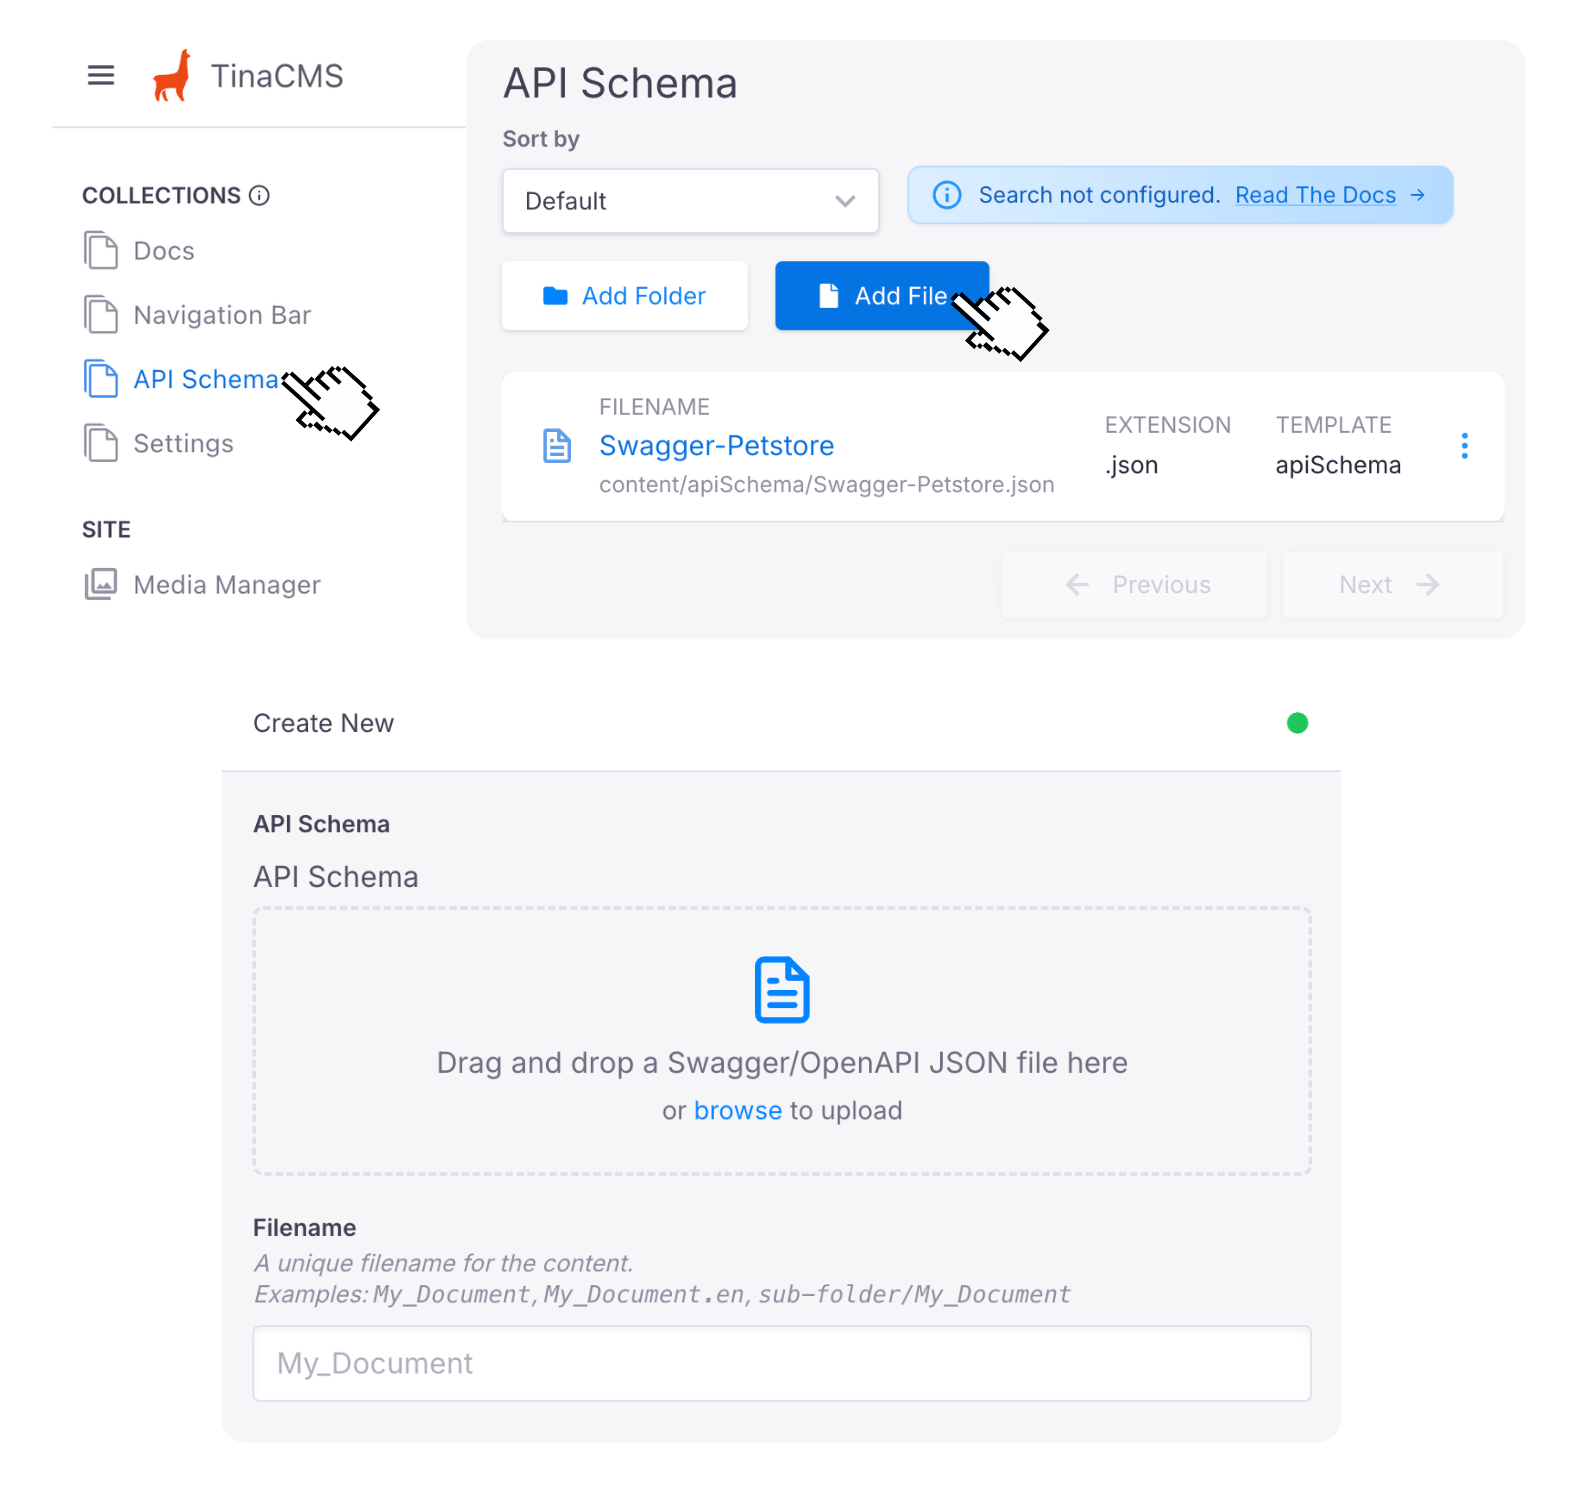 TinaCMS
COLLECTIONS
Docs
Navigation Bar
API Schema
Settings
SITE
Media Manager
API Schema
Sort by
Default
Search not configured. Read The Docs →
Add Folder
Add File
FILENAME
Swagger-Petstore
content/apiSchema/Swagger-Petstore.json
EXTENSION
.json
TEMPLATE
apiSchema
← Previous
Next →
Create New
API Schema
API Schema
Drag and drop a Swagger/OpenAPI JSON file here
or browse to upload
Filename
A unique filename for the content.
Examples: My_Document, My_Document.en, sub-folder/My_Document
My_Document